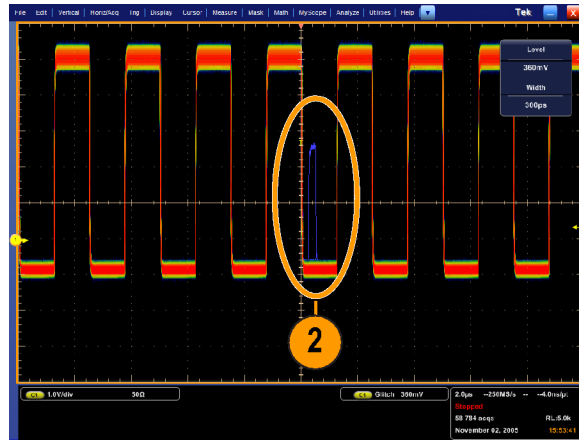 File Edit Vertical Horiz/Acq Trig Display Cursor Measure Mask Math MyScope Analyze Utilities Help Tek
Level
360mV
Width
300ps
2
C1 1.0V/div 50Ω
C1 Glitch 360mV
2.0µs 250MS/s 4.0ns/pt
Stopped
58 784 acqs RL:5.0k
November 02, 2005 15:53:41